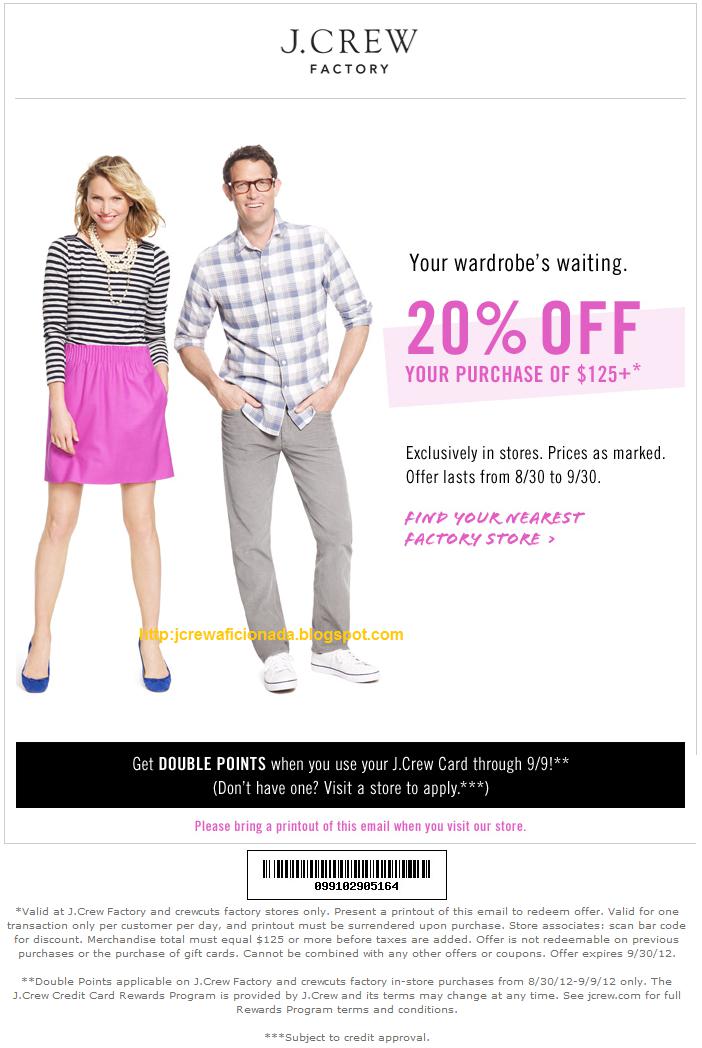 J.CREW
FACTORY
Your wardrobe's waiting.
20% OFF
YOUR PURCHASE OF $125+*
Exclusively in stores. Prices as marked.
Offer lasts from 8/30 to 9/30.
FIND YOUR NEAREST
FACTORY STORE >
http:jcrewaficionada.blogspot.com
Get DOUBLE POINTS when you use your J.Crew Card through 9/9!**
(Don't have one? Visit a store to apply.***)
Please bring a printout of this email when you visit our store.
099102905164
*Valid at J.Crew Factory and crewcuts factory stores only. Present a printout of this email to redeem offer. Valid for one
transaction only per customer per day, and printout must be surrendered upon purchase. Store associates: scan bar code
for discount. Merchandise total must equal $125 or more before taxes are added. Offer is not redeemable on previous
purchases or the purchase of gift cards. Cannot be combined with any other offers or coupons. Offer expires 9/30/12.
**Double Points applicable on J.Crew Factory and crewcuts factory in-store purchases from 8/30/12-9/9/12 only. The
J.Crew Credit Card Rewards Program is provided by J.Crew and its terms may change at any time. See jcrew.com for full
Rewards Program terms and conditions.
***Subject to credit approval.